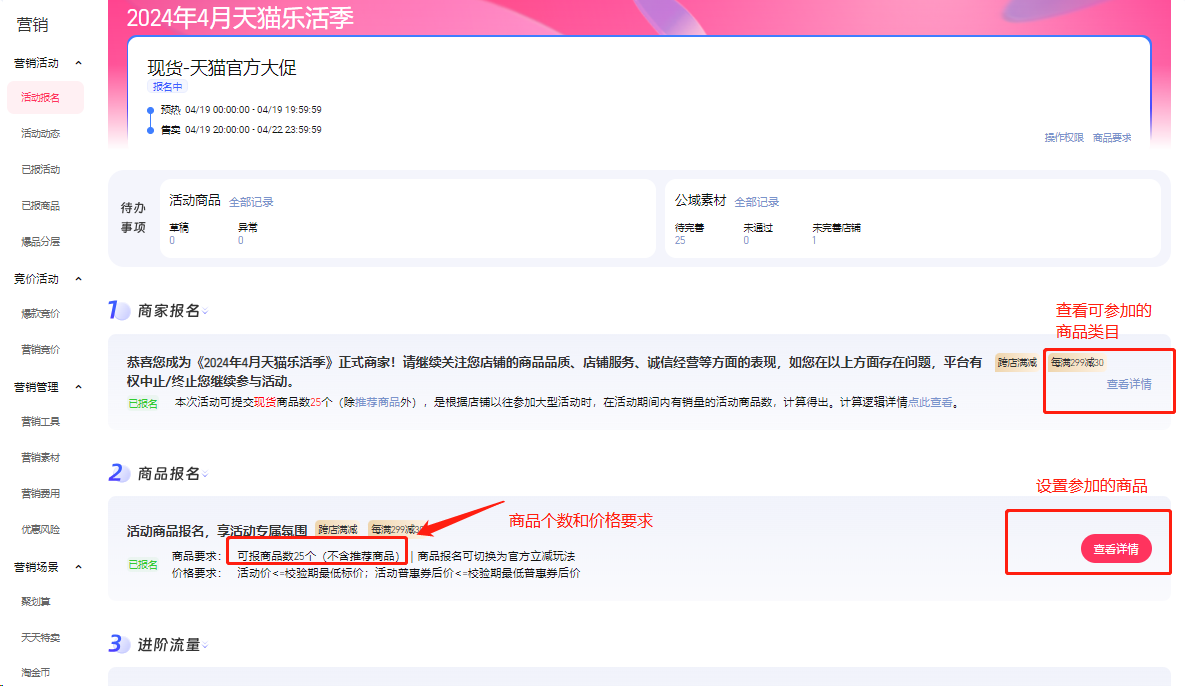 营销
营销活动
活动报名
活动动态
已报活动
已报商品
爆品分层
竞价活动
爆款竞价
营销竞价
营销管理
营销工具
营销素材
营销费用
优惠风险
营销场景
聚划算
天天特卖
淘金币
2024年4月天猫乐活季
现货-天猫官方大促
报名中
预热 04/19 00:00:00 - 04/19 19:59:59
售卖 04/19 20:00:00 - 04/22 23:59:59
操作权限 商品要求
待办
事项
活动商品 全部记录
草稿 异常
0 0
公域素材 全部记录
待完善 未通过 未完善店铺
25 0 1
1 商家报名
查看可参加的
商品类目
恭喜您成为《2024年4月天猫乐活季》正式商家！请继续关注您店铺的商品品质、店铺服务、诚信经营等方面的表现，如您在以上方面存在问题，平台有
权中止/终止您继续参与活动。
跨店满减 每满299减30
查看详情
已报名 本次活动可提交现货商品数25个（除推荐商品外），是根据店铺以往参加大型活动时，在活动期间内有销量的活动商品数，计算得出。计算逻辑详情点此查看。
2 商品报名
设置参加的商品
活动商品报名，享活动专属氛围 跨店满减 每满299减30
商品个数和价格要求
已报名
商品要求： 可报商品数25个（不含推荐商品） | 商品报名可切换为官方立减玩法
价格要求： 活动价<=校验期最低标价；活动普惠券后价<=校验期最低普惠券后价
查看详情
3 进阶流量